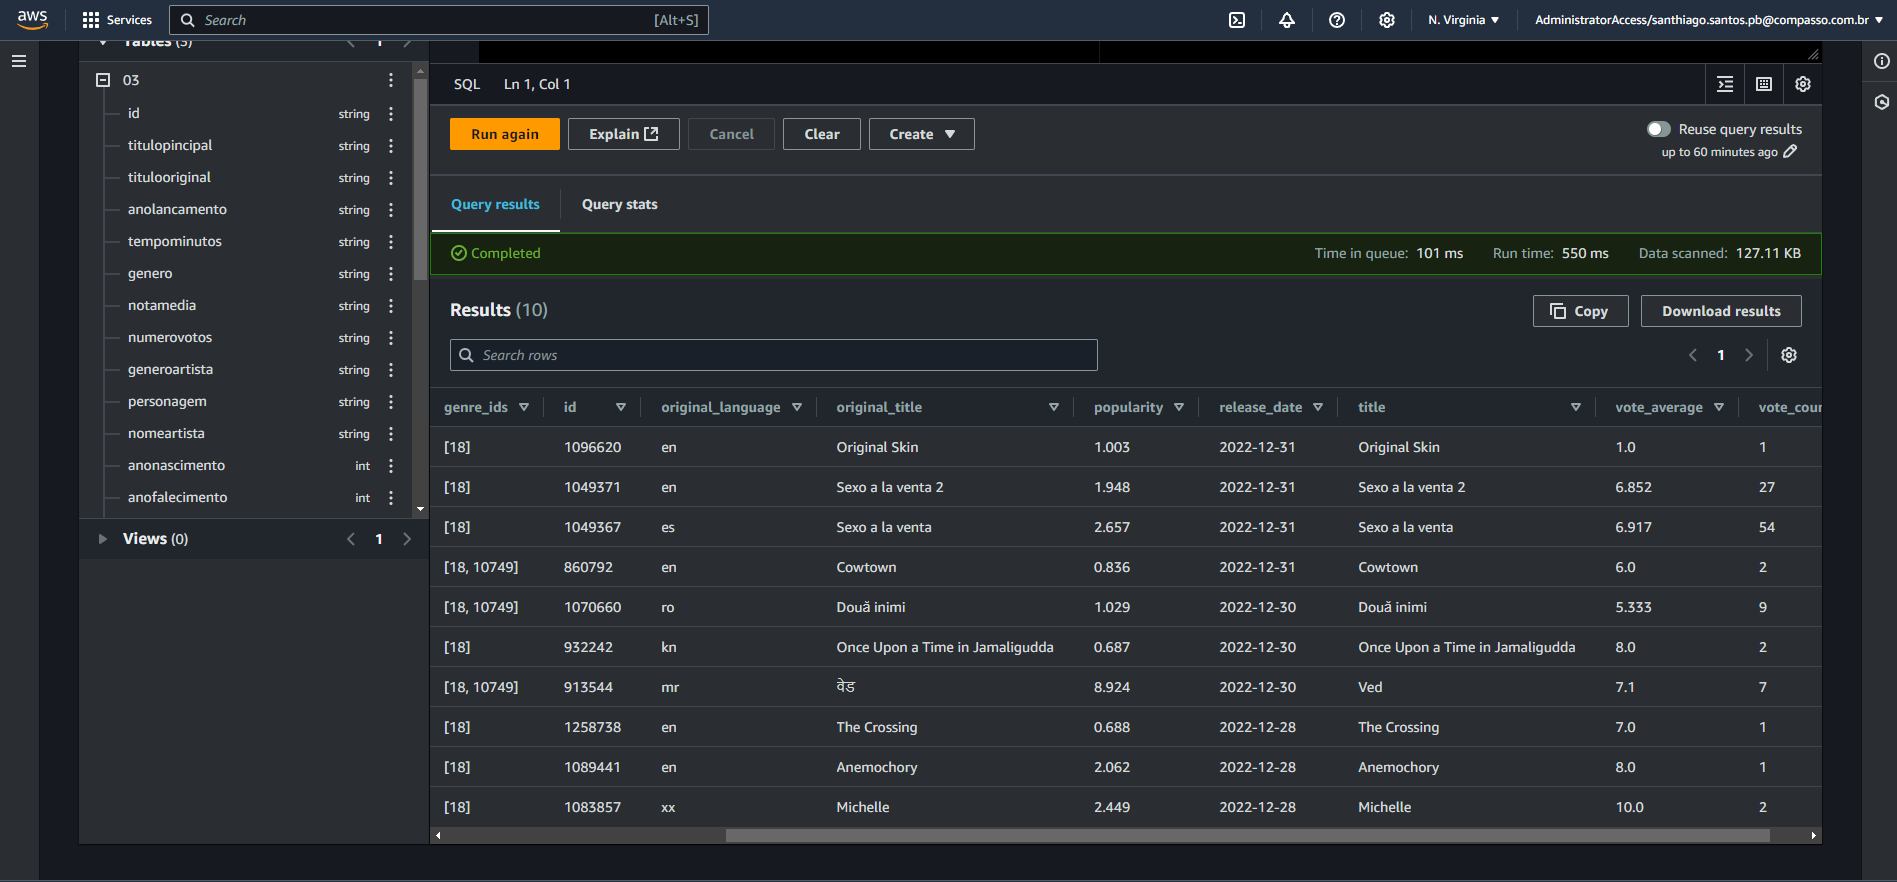 aws
Services
Search
[Alt+S]
N. Virginia
AdministratorAccess/santhiago.santos.pb@compasso.com.br
Tables (3)
1
03
id string
titulopincipal string
titulooriginal string
anolancamento string
tempominutos string
genero string
notamedia string
numerovotos string
generoartista string
personagem string
nomeartista string
anonascimento int
anofalecimento int
Views (0)
1
SQL Ln 1, Col 1
Run again
Explain
Cancel
Clear
Create
Reuse query results
up to 60 minutes ago
Query results
Query stats
Completed
Time in queue: 101 ms Run time: 550 ms Data scanned: 127.11 KB
Results (10)
Copy
Download results
Search rows
1
genre_ids id original_language original_title popularity release_date title vote_average vote_cour
[18] 1096620 en Original Skin 1.003 2022-12-31 Original Skin 1.0 1
[18] 1049371 en Sexo a la venta 2 1.948 2022-12-31 Sexo a la venta 2 6.852 27
[18] 1049367 es Sexo a la venta 2.657 2022-12-31 Sexo a la venta 6.917 54
[18, 10749] 860792 en Cowtown 0.836 2022-12-31 Cowtown 6.0 2
[18, 10749] 1070660 ro Două inimi 1.029 2022-12-30 Două inimi 5.333 9
[18] 932242 kn Once Upon a Time in Jamaligudda 0.687 2022-12-30 Once Upon a Time in Jamaligudda 8.0 2
[18, 10749] 913544 mr वेड 8.924 2022-12-30 Ved 7.1 7
[18] 1258738 en The Crossing 0.688 2022-12-28 The Crossing 7.0 1
[18] 1089441 en Anemochory 2.062 2022-12-28 Anemochory 8.0 1
[18] 1083857 xx Michelle 2.449 2022-12-28 Michelle 10.0 2